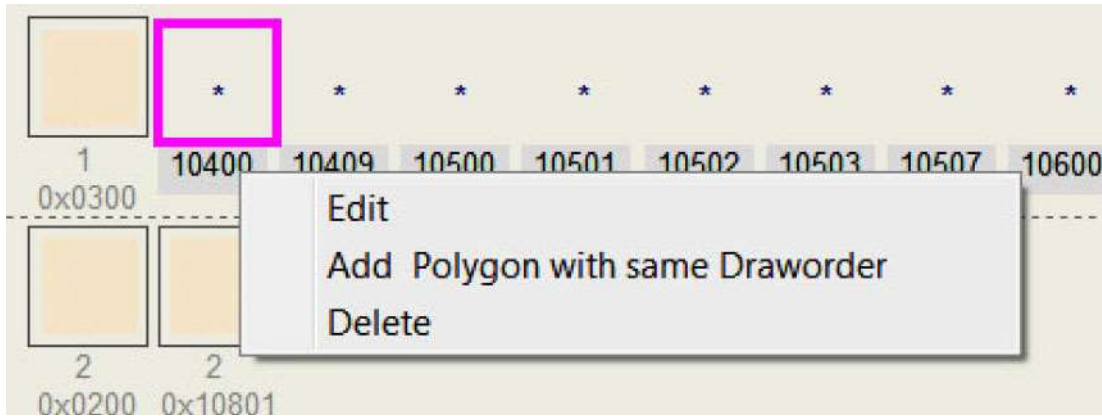 * * * * * * * *
1 10400 10409 10500 10501 10502 10503 10507 10600
0x0300
Edit
Add Polygon with same Draworder
Delete
2 2
0x0200 0x10801